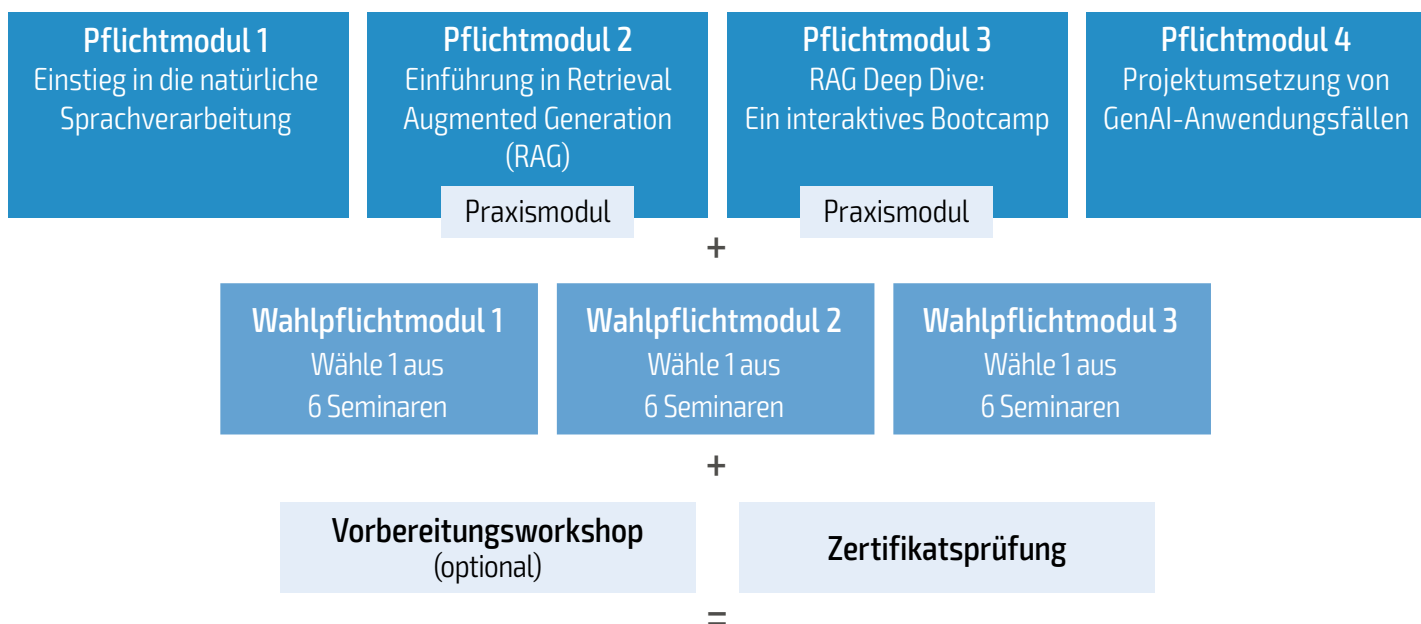 Pflichtmodul 1
Einstieg in die natürliche
Sprachverarbeitung
Pflichtmodul 2
Einführung in Retrieval
Augmented Generation
(RAG)
Praxismodul
Pflichtmodul 3
RAG Deep Dive:
Ein interaktives Bootcamp
Praxismodul
Pflichtmodul 4
Projektumsetzung von
GenAI-Anwendungsfällen
+
Wahlpflichtmodul 1
Wähle 1 aus
6 Seminaren
Wahlpflichtmodul 2
Wähle 1 aus
6 Seminaren
Wahlpflichtmodul 3
Wähle 1 aus
6 Seminaren
+
Vorbereitungsworkshop
(optional)
Zertifikatsprüfung
=